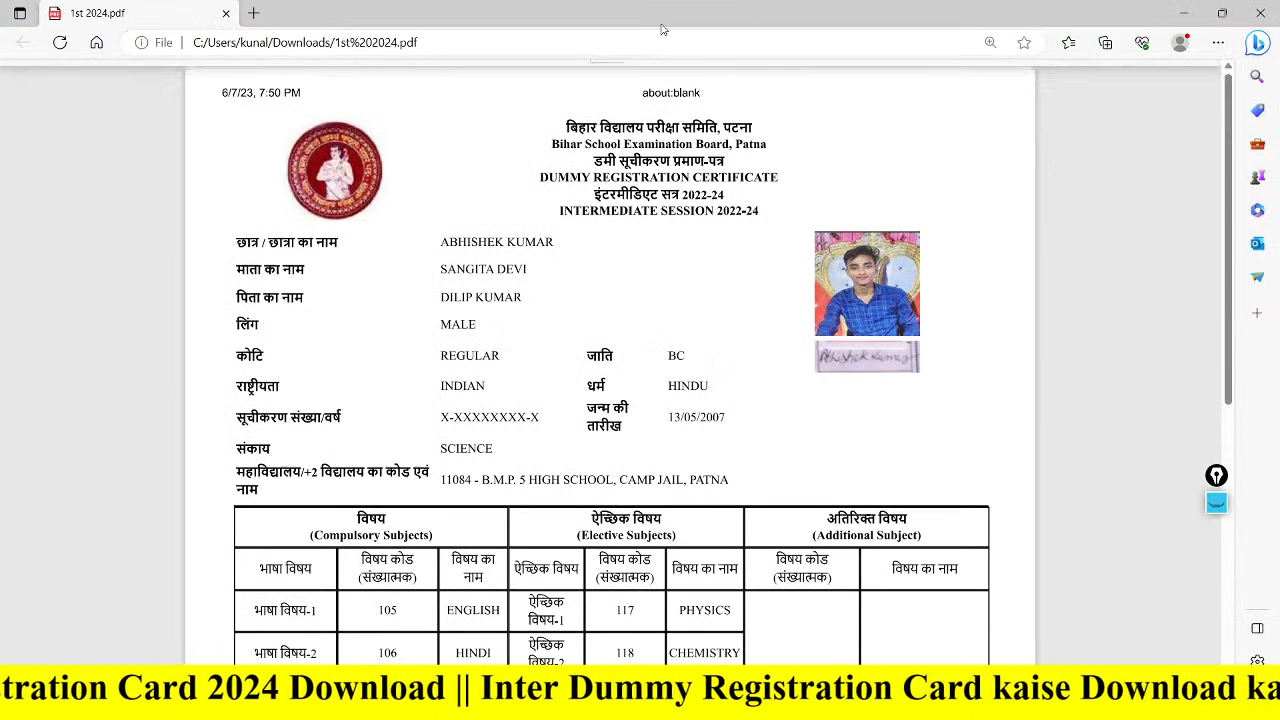 1st 2024.pdf
File | C:/Users/kunal/Downloads/1st%202024.pdf
6/7/23, 7:50 PM about:blank
बिहार विद्यालय परीक्षा समिति, पटना
Bihar School Examination Board, Patna
डमी सूचीकरण प्रमाण-पत्र
DUMMY REGISTRATION CERTIFICATE
इंटरमीडिएट सत्र 2022-24
INTERMEDIATE SESSION 2022-24
छात्र / छात्रा का नाम ABHISHEK KUMAR
माता का नाम SANGITA DEVI
पिता का नाम DILIP KUMAR
लिंग MALE
कोटि REGULAR जाति BC
Abhishek Kumar
राष्ट्रीयता INDIAN धर्म HINDU
सूचीकरण संख्या/वर्ष X-XXXXXXXX-X जन्म की तारीख 13/05/2007
संकाय SCIENCE
महाविद्यालय/+2 विद्यालय का कोड एवं नाम 11084 - B.M.P. 5 HIGH SCHOOL, CAMP JAIL, PATNA
विषय ऐच्छिक विषय अतिरिक्त विषय
(Compulsory Subjects) (Elective Subjects) (Additional Subject)
भाषा विषय विषय कोड (संख्यात्मक) विषय का नाम ऐच्छिक विषय विषय कोड (संख्यात्मक) विषय का नाम विषय कोड (संख्यात्मक) विषय का नाम
भाषा विषय-1 105 ENGLISH ऐच्छिक विषय-1 117 PHYSICS
भाषा विषय-2 106 HINDI ऐच्छिक विषय-2 118 CHEMISTRY
stration Card 2024 Download || Inter Dummy Registration Card kaise Download ka